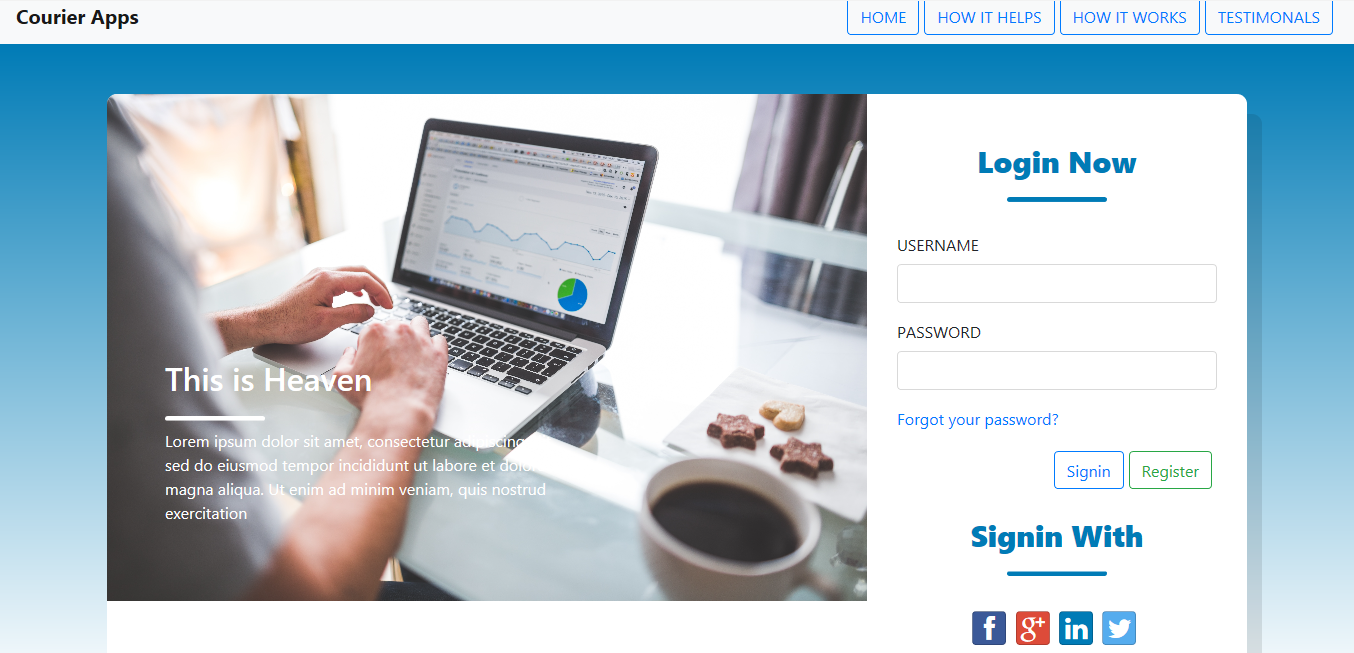 Courier Apps
HOME
HOW IT HELPS
HOW IT WORKS
TESTIMONALS
Login Now
USERNAME
PASSWORD
Forgot your password?
Signin
Register
Signin With
This is Heaven
Lorem ipsum dolor sit amet, consectetur adipiscing
sed do eiusmod tempor incididunt ut labore et dolore
magna aliqua. Ut enim ad minim veniam, quis nostrud
exercitation
f
g+
in